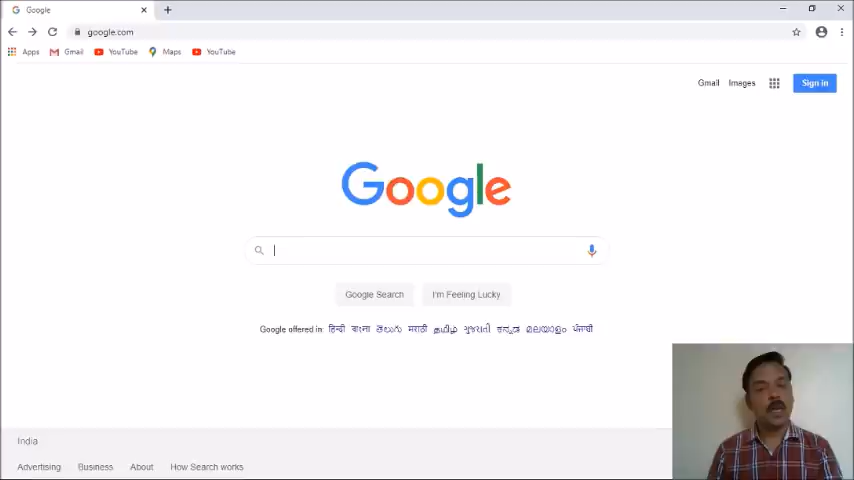 Google
google.com
Apps Gmail YouTube Maps YouTube
Gmail Images Sign in
Google
Google Search I'm Feeling Lucky
Google offered in: हिन्दी বাংলা తెలుగు मराठी தமிழ் ગુજરાતી ಕನ್ನಡ മലയാളം ਪੰਜਾਬੀ
India
Advertising Business About How Search works